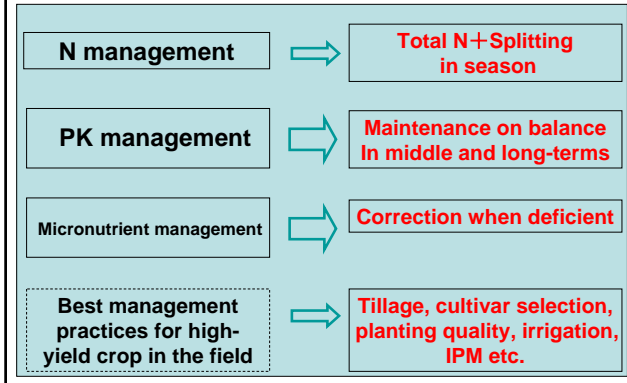 N management
Total N＋Splitting
in season
PK management
Maintenance on balance
In middle and long-terms
Micronutrient management
Correction when deficient
Best management
practices for high-
yield crop in the field
Tillage, cultivar selection,
planting quality, irrigation,
IPM etc.